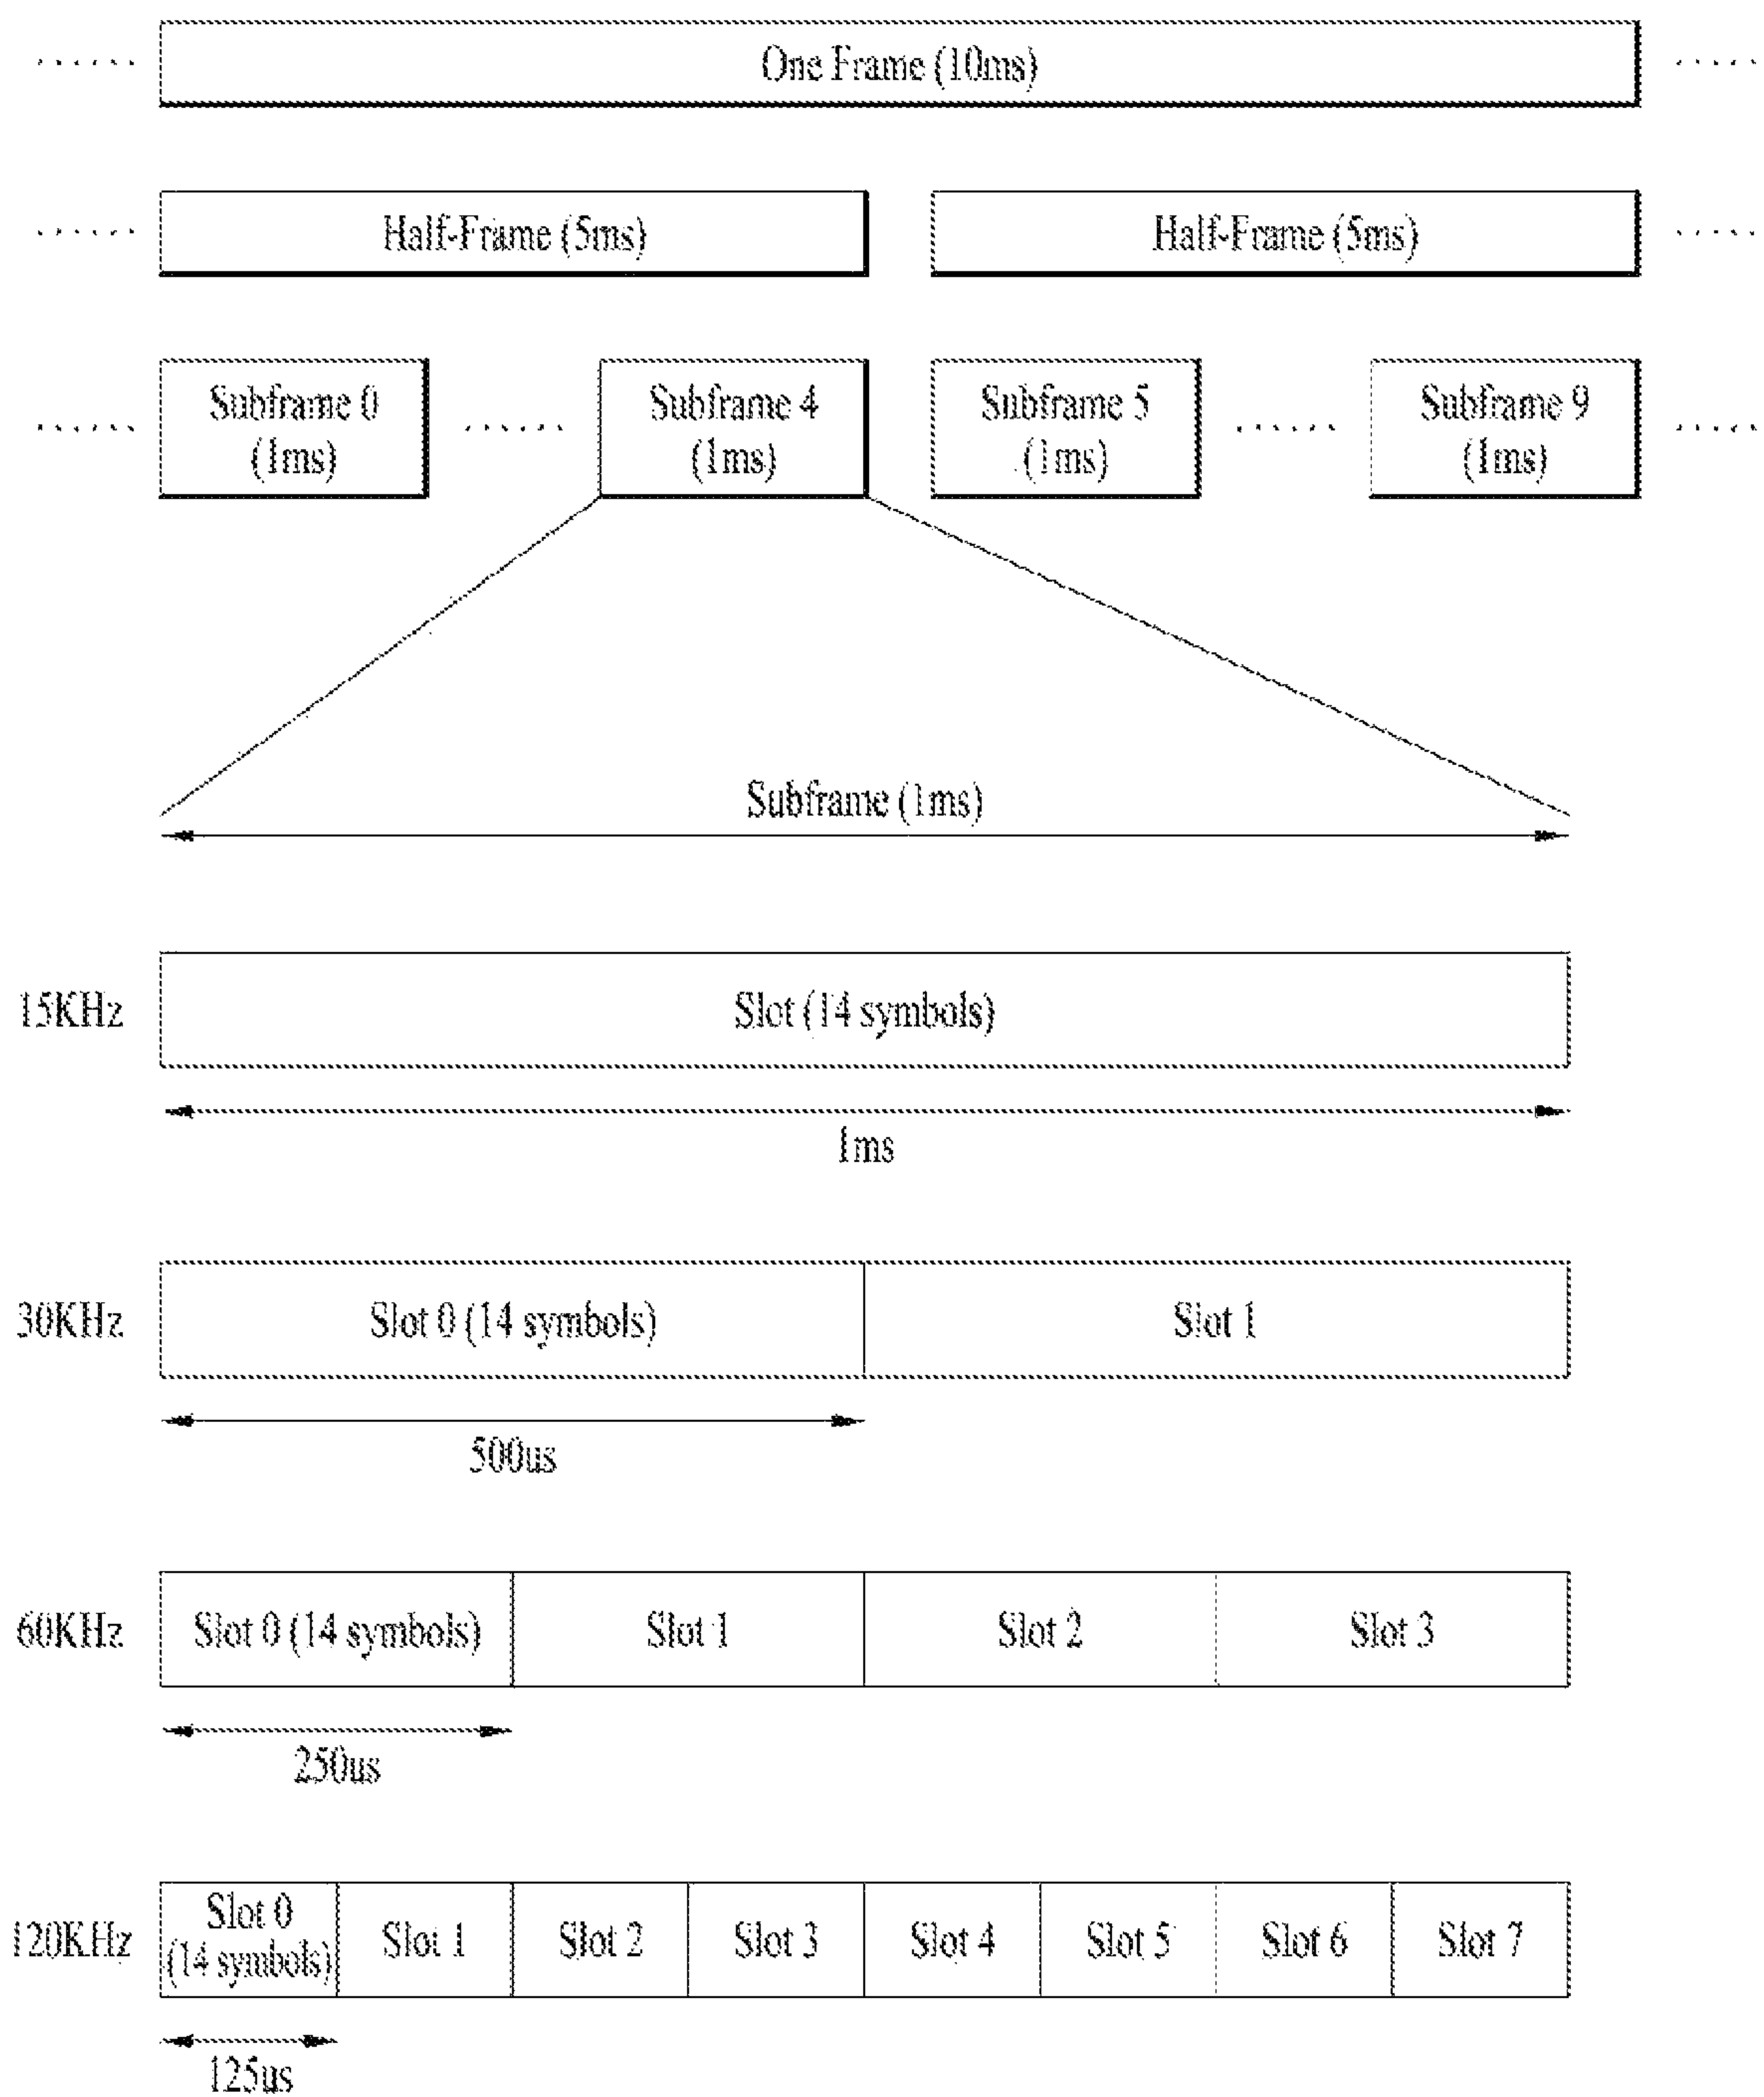 One Frame (10ms)
Half-Frame (5ms)
Half-Frame (5ms)
Subframe 0
(1ms)
Subframe 4
(1ms)
Subframe 5
(1ms)
Subframe 9
(1ms)
Subframe (1ms)
15KHz
Slot (14 symbols)
1ms
30KHz
Slot 0 (14 symbols)
Slot 1
500us
60KHz
Slot 0 (14 symbols)
Slot 1
Slot 2
Slot 3
250us
120KHz
Slot 0
(14 symbols)
Slot 1
Slot 2
Slot 3
Slot 4
Slot 5
Slot 6
Slot 7
125us